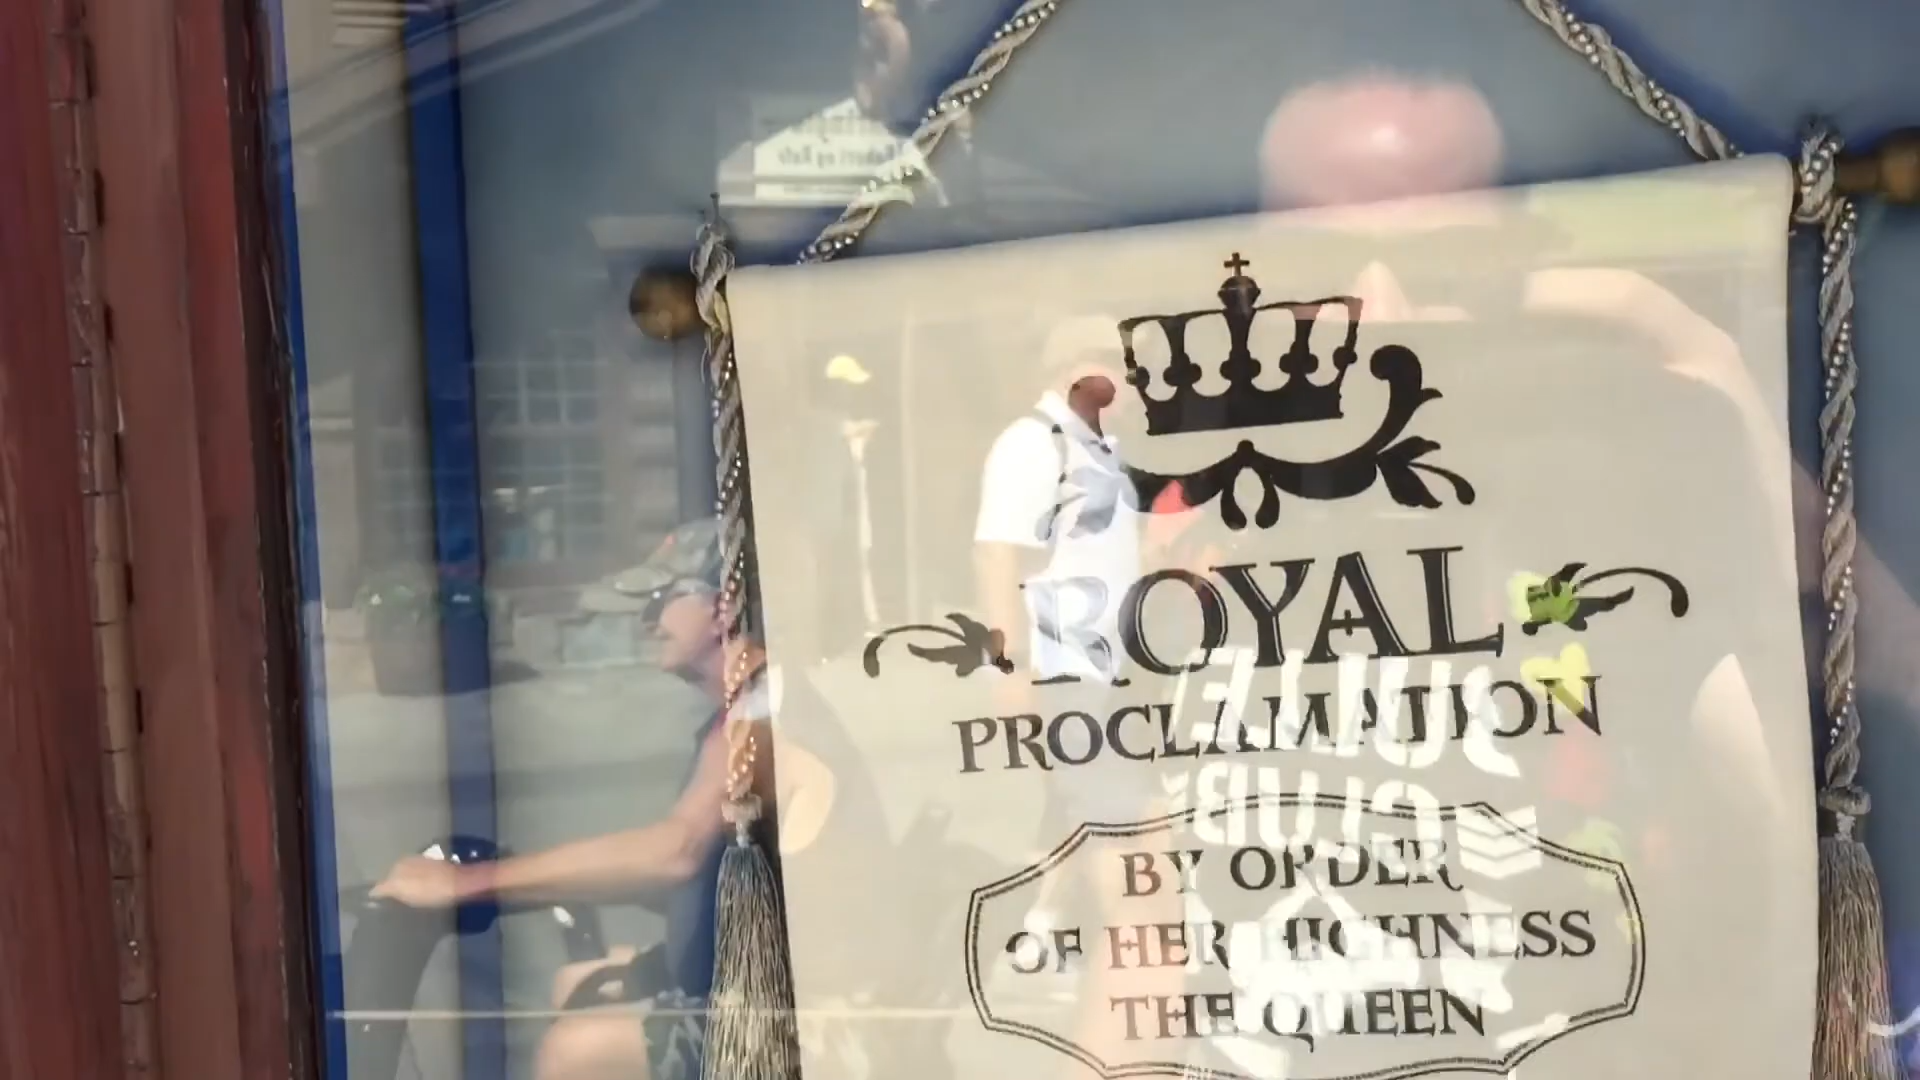 ROYAL
PROCLAMATION
BY ORDER
OF HER HIGHNESS
THE QUEEN